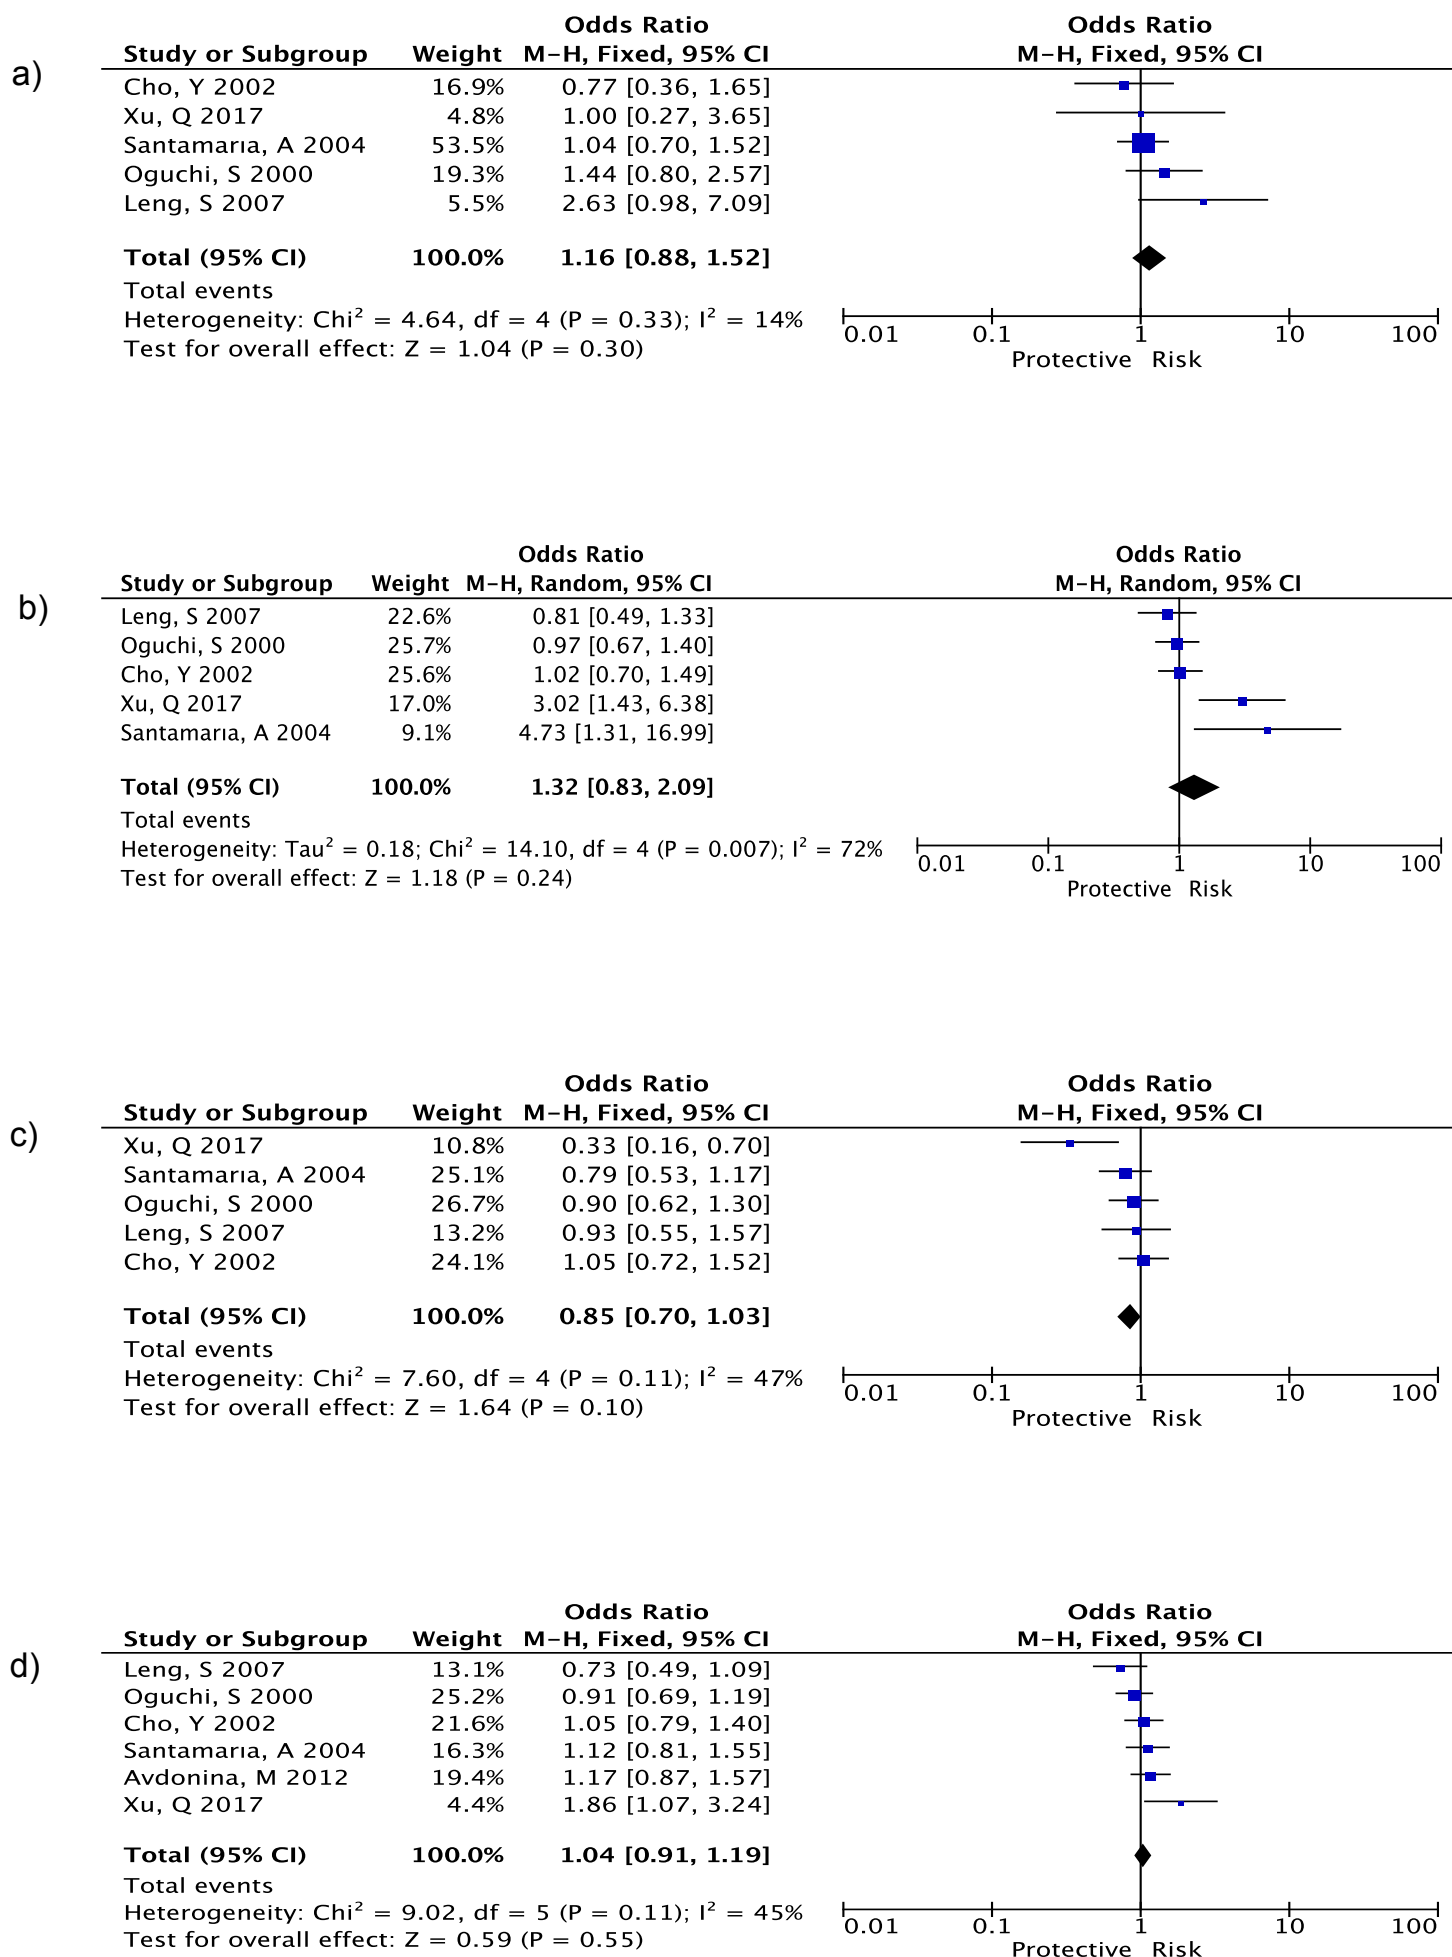 a)
Odds Ratio Odds Ratio
Study or Subgroup Weight M-H, Fixed, 95% CI M-H, Fixed, 95% CI
Cho, Y 2002 16.9% 0.77 [0.36, 1.65]
Xu, Q 2017 4.8% 1.00 [0.27, 3.65]
Santamarıa, A 2004 53.5% 1.04 [0.70, 1.52]
Oguchi, S 2000 19.3% 1.44 [0.80, 2.57]
Leng, S 2007 5.5% 2.63 [0.98, 7.09]
Total (95% CI) 100.0% 1.16 [0.88, 1.52]
Total events
Heterogeneity: Chi² = 4.64, df = 4 (P = 0.33); I² = 14%
Test for overall effect: Z = 1.04 (P = 0.30)
0.01 0.1 1 10 100
Protective Risk
b)
Odds Ratio Odds Ratio
Study or Subgroup Weight M-H, Random, 95% CI M-H, Random, 95% CI
Leng, S 2007 22.6% 0.81 [0.49, 1.33]
Oguchi, S 2000 25.7% 0.97 [0.67, 1.40]
Cho, Y 2002 25.6% 1.02 [0.70, 1.49]
Xu, Q 2017 17.0% 3.02 [1.43, 6.38]
Santamarıa, A 2004 9.1% 4.73 [1.31, 16.99]
Total (95% CI) 100.0% 1.32 [0.83, 2.09]
Total events
Heterogeneity: Tau² = 0.18; Chi² = 14.10, df = 4 (P = 0.007); I² = 72%
Test for overall effect: Z = 1.18 (P = 0.24)
0.01 0.1 1 10 100
Protective Risk
c)
Odds Ratio Odds Ratio
Study or Subgroup Weight M-H, Fixed, 95% CI M-H, Fixed, 95% CI
Xu, Q 2017 10.8% 0.33 [0.16, 0.70]
Santamarıa, A 2004 25.1% 0.79 [0.53, 1.17]
Oguchi, S 2000 26.7% 0.90 [0.62, 1.30]
Leng, S 2007 13.2% 0.93 [0.55, 1.57]
Cho, Y 2002 24.1% 1.05 [0.72, 1.52]
Total (95% CI) 100.0% 0.85 [0.70, 1.03]
Total events
Heterogeneity: Chi² = 7.60, df = 4 (P = 0.11); I² = 47%
Test for overall effect: Z = 1.64 (P = 0.10)
0.01 0.1 1 10 100
Protective Risk
d)
Odds Ratio Odds Ratio
Study or Subgroup Weight M-H, Fixed, 95% CI M-H, Fixed, 95% CI
Leng, S 2007 13.1% 0.73 [0.49, 1.09]
Oguchi, S 2000 25.2% 0.91 [0.69, 1.19]
Cho, Y 2002 21.6% 1.05 [0.79, 1.40]
Santamarıa, A 2004 16.3% 1.12 [0.81, 1.55]
Avdonina, M 2012 19.4% 1.17 [0.87, 1.57]
Xu, Q 2017 4.4% 1.86 [1.07, 3.24]
Total (95% CI) 100.0% 1.04 [0.91, 1.19]
Total events
Heterogeneity: Chi² = 9.02, df = 5 (P = 0.11); I² = 45%
Test for overall effect: Z = 0.59 (P = 0.55)
0.01 0.1 1 10 100
Protective Risk